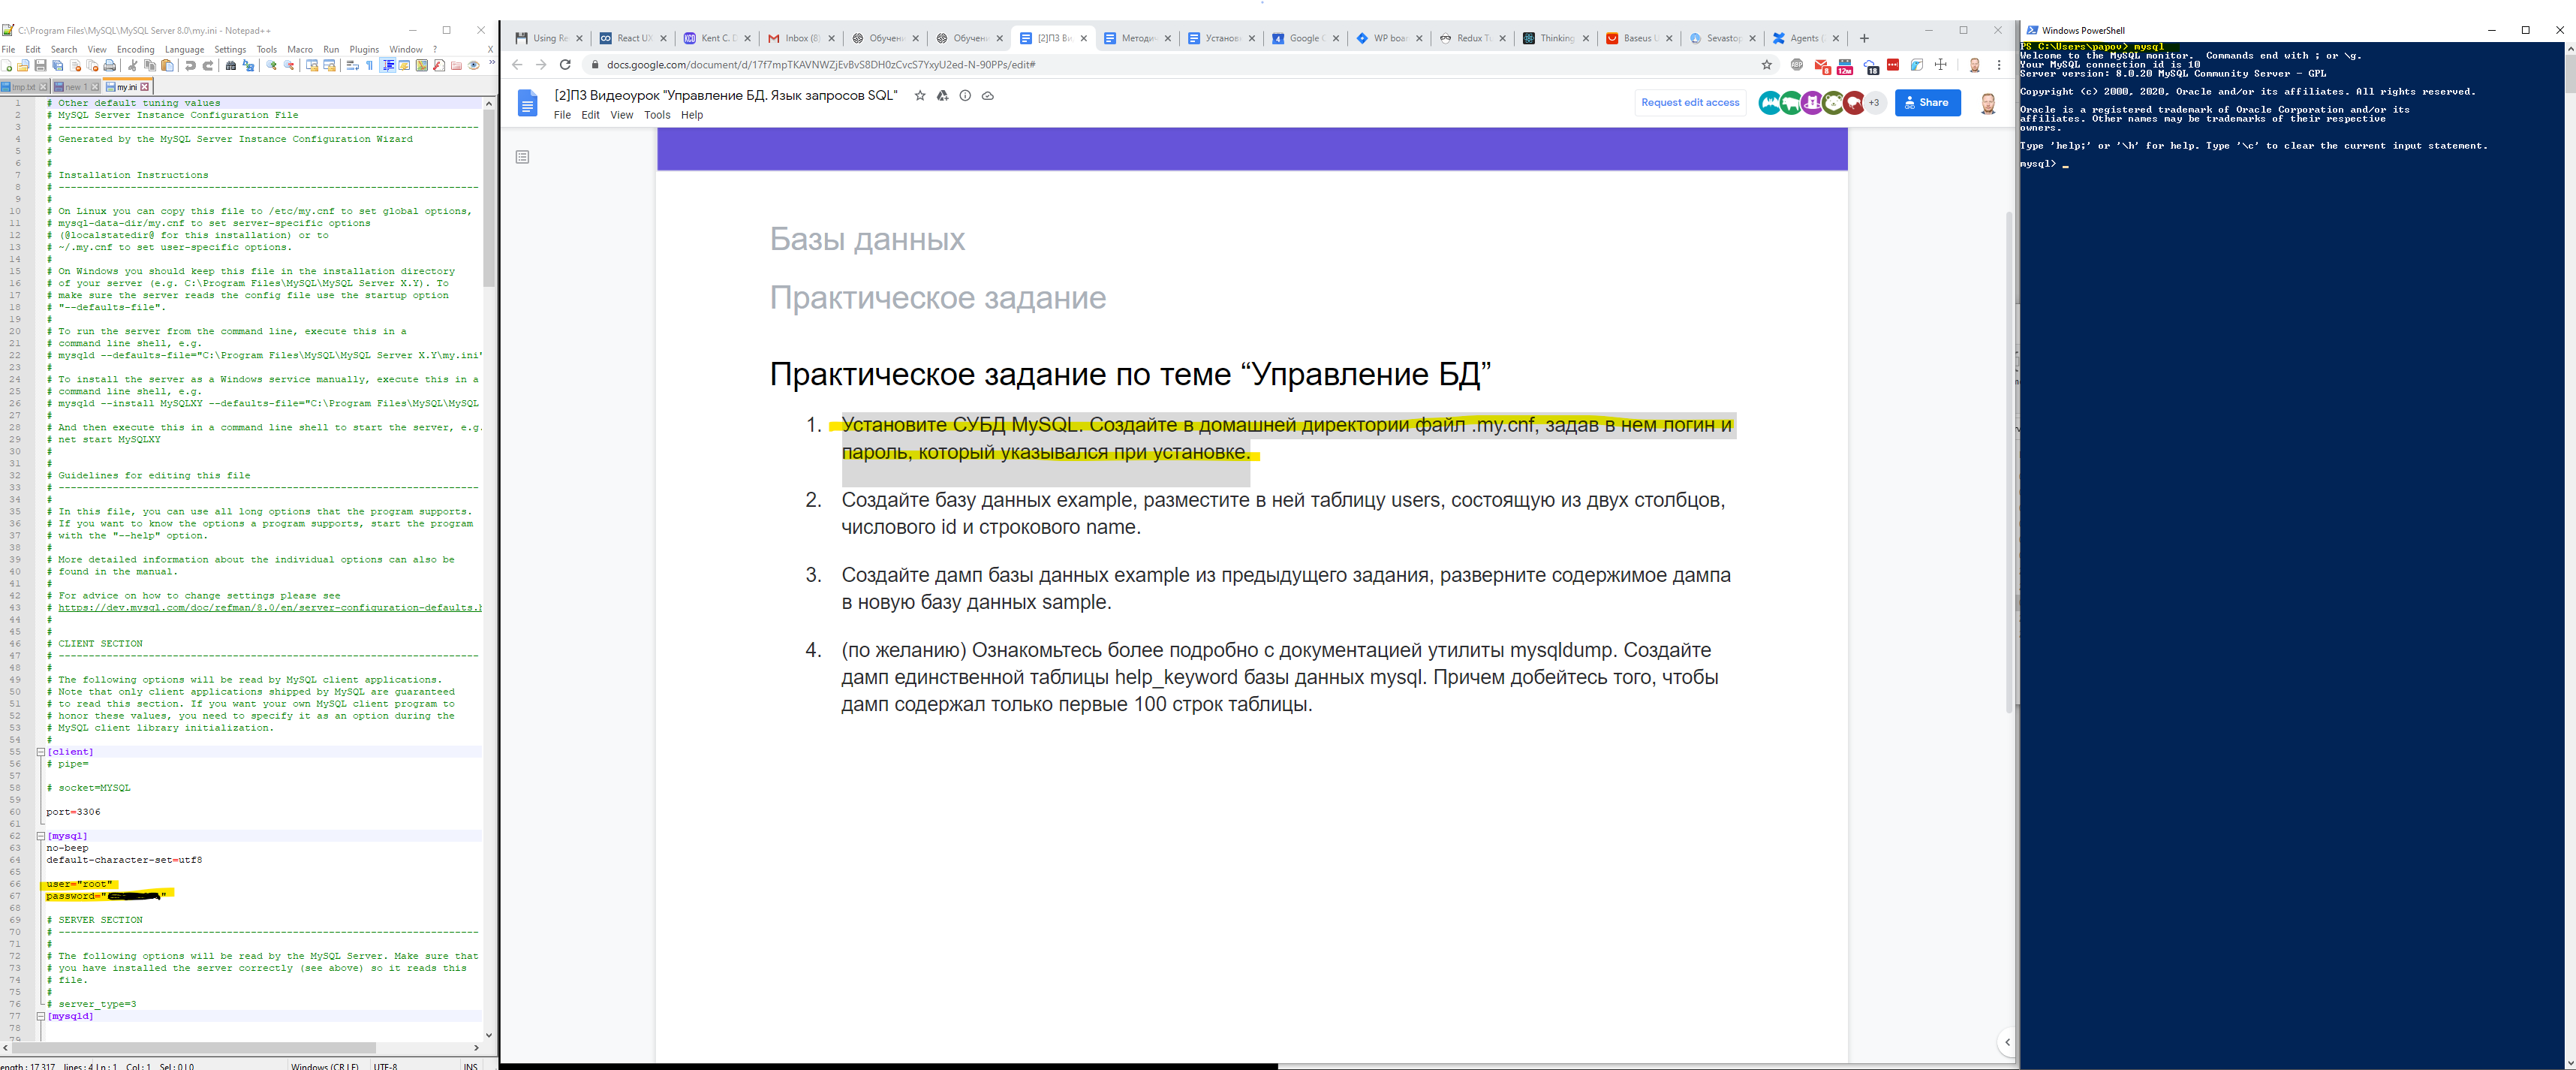 C:\Program Files\MySQL\MySQL Server 8.0\my.ini - Notepad++
File Edit Search View Encoding Language Settings Tools Macro Run Plugins Window ? X
tmp.txt new 1 my.ini
1 # Other default tuning values
2 # MySQL Server Instance Configuration File
3 # ----------------------------------------------------------------------
4 # Generated by the MySQL Server Instance Configuration Wizard
5 #
6 #
7 # Installation Instructions
8 # ----------------------------------------------------------------------
9 #
10 # On Linux you can copy this file to /etc/my.cnf to set global options,
11 # mysql-data-dir/my.cnf to set server-specific options
12 # (@localstatedir@ for this installation) or to
13 # ~/.my.cnf to set user-specific options.
14 #
15 # On Windows you should keep this file in the installation directory
16 # of your server (e.g. C:\Program Files\MySQL\MySQL Server X.Y). To
17 # make sure the server reads the config file use the startup option
18 # "--defaults-file".
19 #
20 # To run the server from the command line, execute this in a
21 # command line shell, e.g.
22 # mysqld --defaults-file="C:\Program Files\MySQL\MySQL Server X.Y\my.ini"
23 #
24 # To install the server as a Windows service manually, execute this in a
25 # command line shell, e.g.
26 # mysqld --install MySQLXY --defaults-file="C:\Program Files\MySQL\MySQL
27 #
28 # And then execute this in a command line shell to start the server, e.g.
29 # net start MySQLXY
30 #
31 #
32 # Guidelines for editing this file
33 # ----------------------------------------------------------------------
34 #
35 # In this file, you can use all long options that the program supports.
36 # If you want to know the options a program supports, start the program
37 # with the "--help" option.
38 #
39 # More detailed information about the individual options can also be
40 # found in the manual.
41 #
42 # For advice on how to change settings please see
43 # https://dev.mysql.com/doc/refman/8.0/en/server-configuration-defaults.h
44 #
45 #
46 # CLIENT SECTION
47 # ----------------------------------------------------------------------
48 #
49 # The following options will be read by MySQL client applications.
50 # Note that only client applications shipped by MySQL are guaranteed
51 # to read this section. If you want your own MySQL client program to
52 # honor these values, you need to specify it as an option during the
53 # MySQL client library initialization.
54 #
55 [client]
56 # pipe=
57
58 # socket=MYSQL
59
60 port=3306
61
62 [mysql]
63 no-beep
64 default-character-set=utf8
65
66 user="root"
67 password=" "
68
69 # SERVER SECTION
70 # ----------------------------------------------------------------------
71 #
72 # The following options will be read by the MySQL Server. Make sure that
73 # you have installed the server correctly (see above) so it reads this
74 # file.
75 #
76 # server_type=3
77 [mysqld]
78
length : 17 317 lines : 4 Ln : 1 Col : 1 Sel : 0 | 0 Windows (CR LF) UTF-8 INS
Using Re React UX Kent C. D Inbox (8) Обучени Обучени [2]ПЗ Ви Методич Установк Google C WP boar Redux Tu Thinking Baseus U Sevastop Agents (
docs.google.com/document/d/17f7mpTKAVNWZjEvBvS8DH0zCvcS7YxyU2ed-N-90PPs/edit#
8 12м 18
[2]ПЗ Видеоурок "Управление БД. Язык запросов SQL"
File Edit View Tools Help
Request edit access +3 Share
Базы данных
Практическое задание
Практическое задание по теме “Управление БД”
1. Установите СУБД MySQL. Создайте в домашней директории файл .my.cnf, задав в нем логин и
пароль, который указывался при установке.
2. Создайте базу данных example, разместите в ней таблицу users, состоящую из двух столбцов,
числового id и строкового name.
3. Создайте дамп базы данных example из предыдущего задания, разверните содержимое дампа
в новую базу данных sample.
4. (по желанию) Ознакомьтесь более подробно с документацией утилиты mysqldump. Создайте
дамп единственной таблицы help_keyword базы данных mysql. Причем добейтесь того, чтобы
дамп содержал только первые 100 строк таблицы.
Windows PowerShell
PS C:\Users\papov> mysql
Welcome to the MySQL monitor.  Commands end with ; or \g.
Your MySQL connection id is 10
Server version: 8.0.20 MySQL Community Server - GPL
Copyright (c) 2000, 2020, Oracle and/or its affiliates. All rights reserved.
Oracle is a registered trademark of Oracle Corporation and/or its
affiliates. Other names may be trademarks of their respective
owners.
Type 'help;' or '\h' for help. Type '\c' to clear the current input statement.
mysql> _